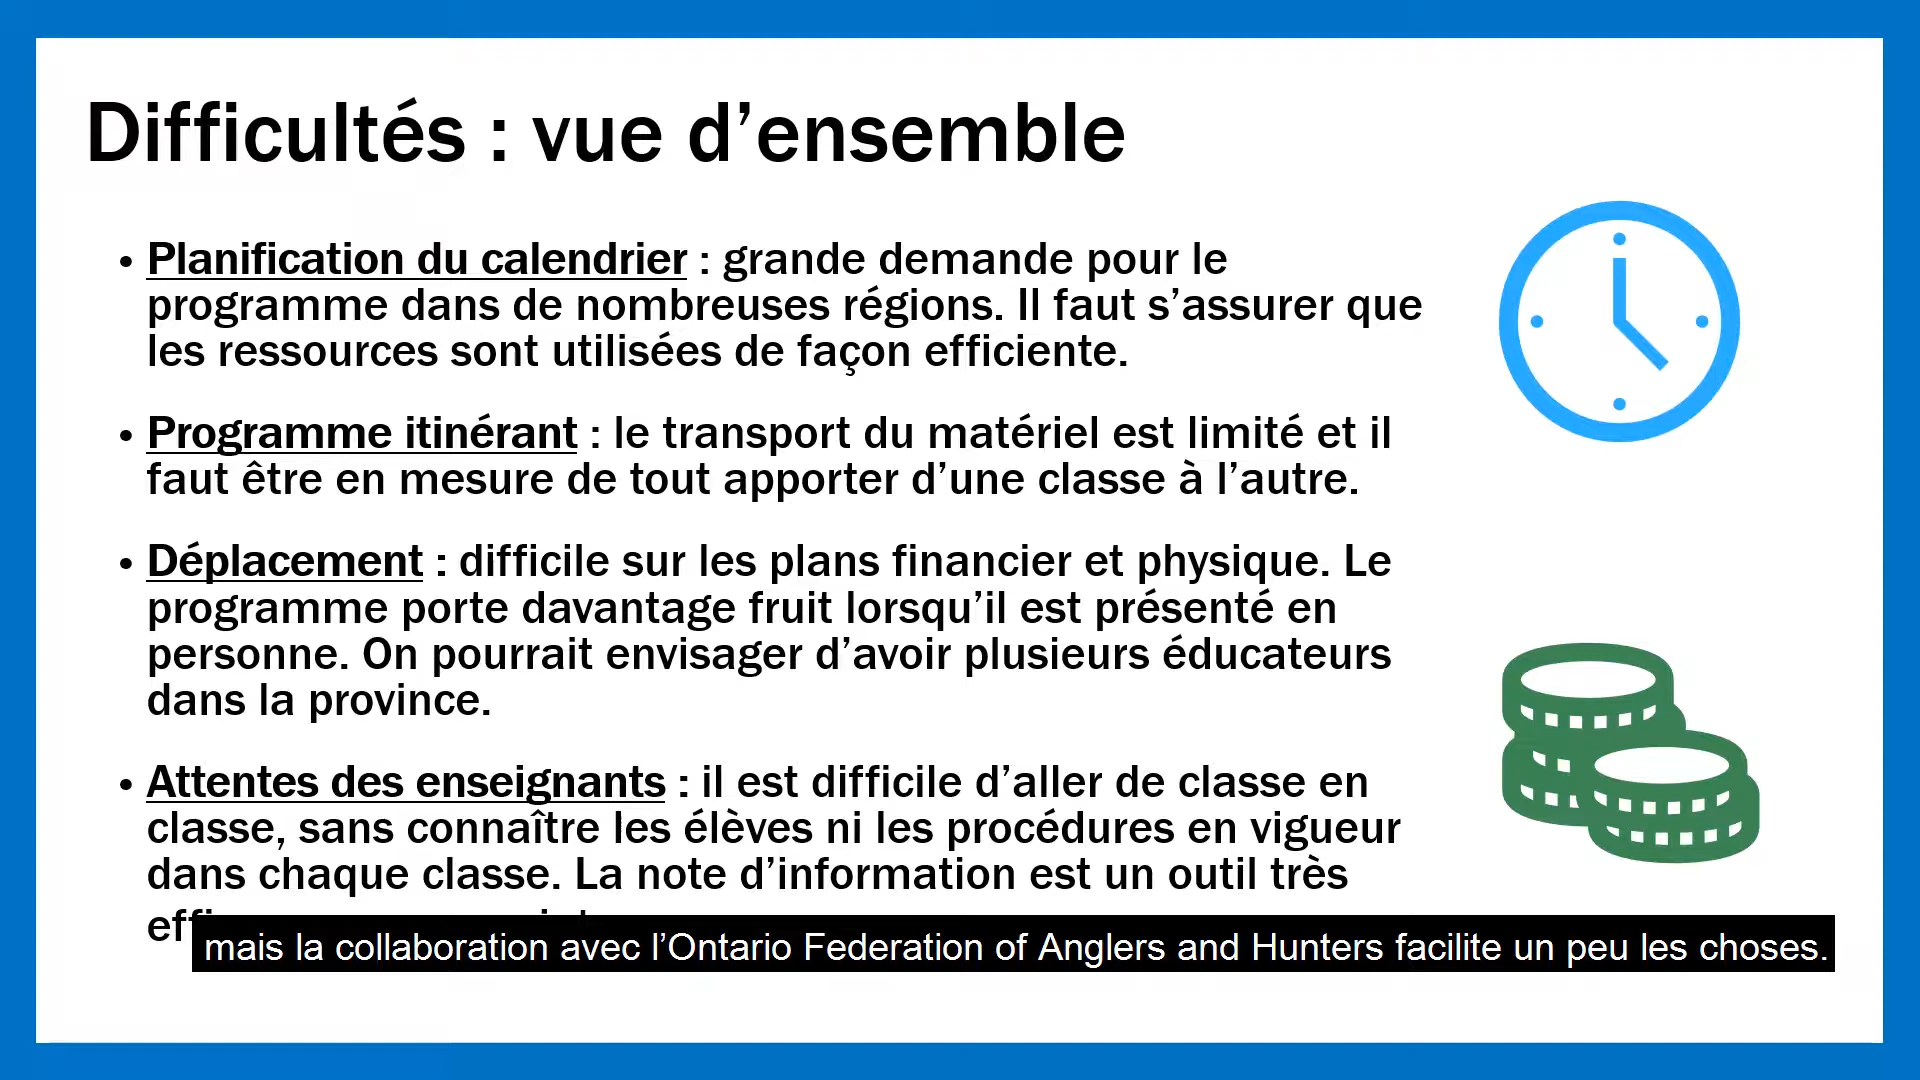 Difficultés : vue d’ensemble
• Planification du calendrier : grande demande pour le
programme dans de nombreuses régions. Il faut s’assurer que
les ressources sont utilisées de façon efficiente.
• Programme itinérant : le transport du matériel est limité et il
faut être en mesure de tout apporter d’une classe à l’autre.
• Déplacement : difficile sur les plans financier et physique. Le
programme porte davantage fruit lorsqu’il est présenté en
personne. On pourrait envisager d’avoir plusieurs éducateurs
dans la province.
• Attentes des enseignants : il est difficile d’aller de classe en
classe, sans connaître les élèves ni les procédures en vigueur
dans chaque classe. La note d’information est un outil très
mais la collaboration avec l’Ontario Federation of Anglers and Hunters facilite un peu les choses.